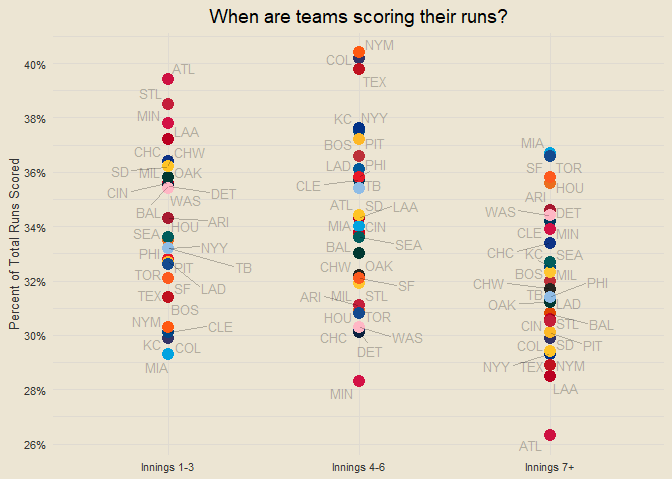 When are teams scoring their runs?
Percent of Total Runs Scored
40%
38%
36%
34%
32%
30%
28%
26%
ATL
STL
MIN
LAA
CHC CHW
SD MIL OAK
CIN DET
WAS
BAL ARI
HOU
SEA
NYY
PHI
PIT TB
TOR
SF LAD
TEX
BOS
NYM CLE
KC COL
MIA
NYM
COL
TEX
KC NYY
BOS PIT
LAD PHI
CLE TB
ATL SD LAA
MIA CIN
BAL SEA
CHW OAK
SF
ARI MIL STL
HOU TOR
CHC WAS
DET
MIN
MIA
SF TOR
HOU
ARI
WAS DET
CLE MIN
CHC KC SEA
BOS MIL
CHW PHI
TB
OAK LAD
CIN STL BAL
COL SD PIT
NYY TEX NYM
LAA
ATL
Innings 1-3
Innings 4-6
Innings 7+